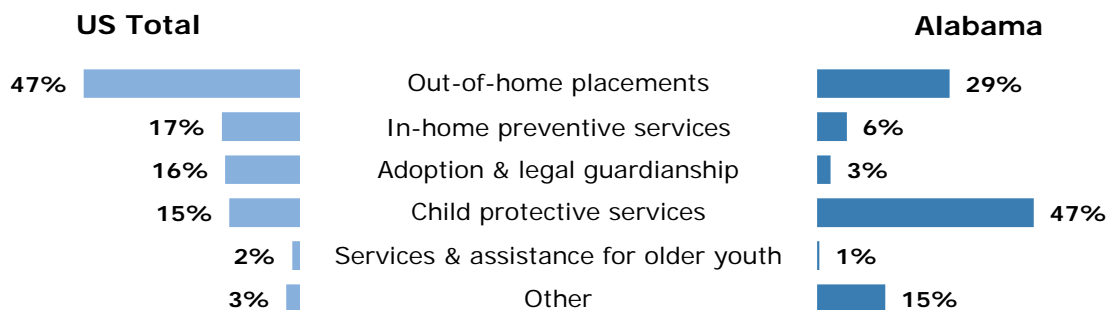 US Total Alabama
47% Out-of-home placements 29%
17% In-home preventive services 6%
16% Adoption & legal guardianship 3%
15% Child protective services 47%
2% Services & assistance for older youth 1%
3% Other 15%